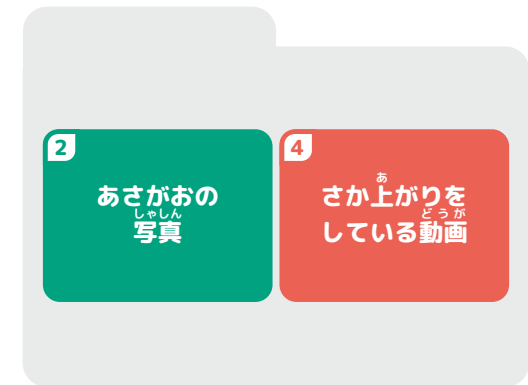 2
あさがおの
しゃしん
写真
4
あ
さか上がりを
どうが
している動画